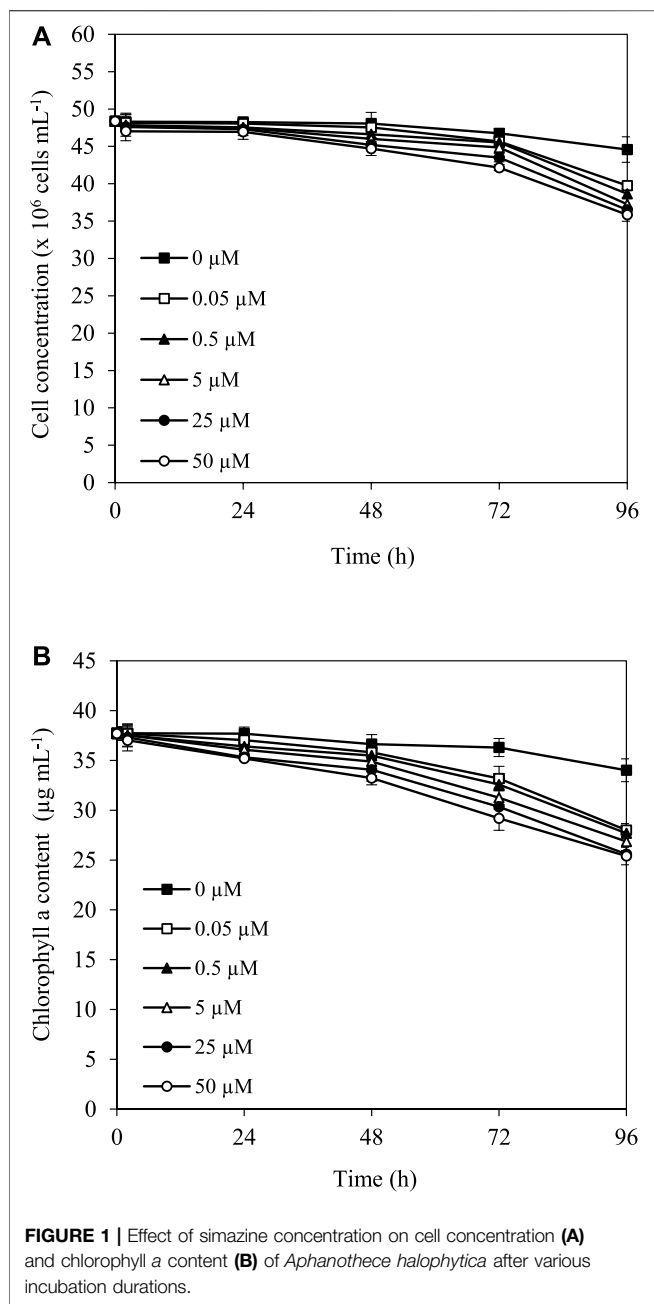 A
60
55
50
45
40
35
30
25
20
15
10
5
0
Cell concentration (x 10⁶ cells mL⁻¹)
0 µM
0.05 µM
0.5 µM
5 µM
25 µM
50 µM
0 24 48 72 96
Time (h)
B
45
40
35
30
25
20
15
10
5
0
Chlorophyll a content (µg mL⁻¹)
0 µM
0.05 µM
0.5 µM
5 µM
25 µM
50 µM
0 24 48 72 96
Time (h)
FIGURE 1 | Effect of simazine concentration on cell concentration (A)
and chlorophyll a content (B) of Aphanothece halophytica after various
incubation durations.